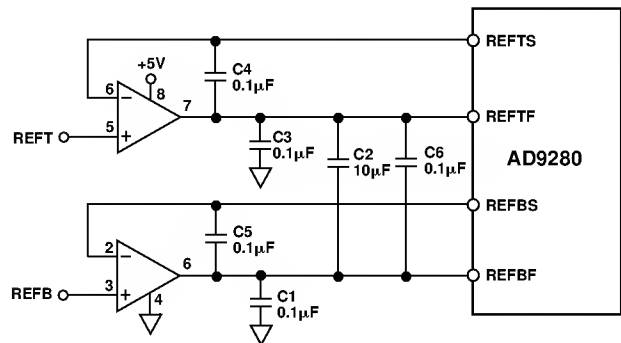 REFTS
+5V
C4
0.1µF
6
8
7
REFTF
5
REFT
C3
0.1µF
C2
10µF
C6
0.1µF
AD9280
REFBS
C5
0.1µF
2
6
REFBF
3
REFB
4
C1
0.1µF